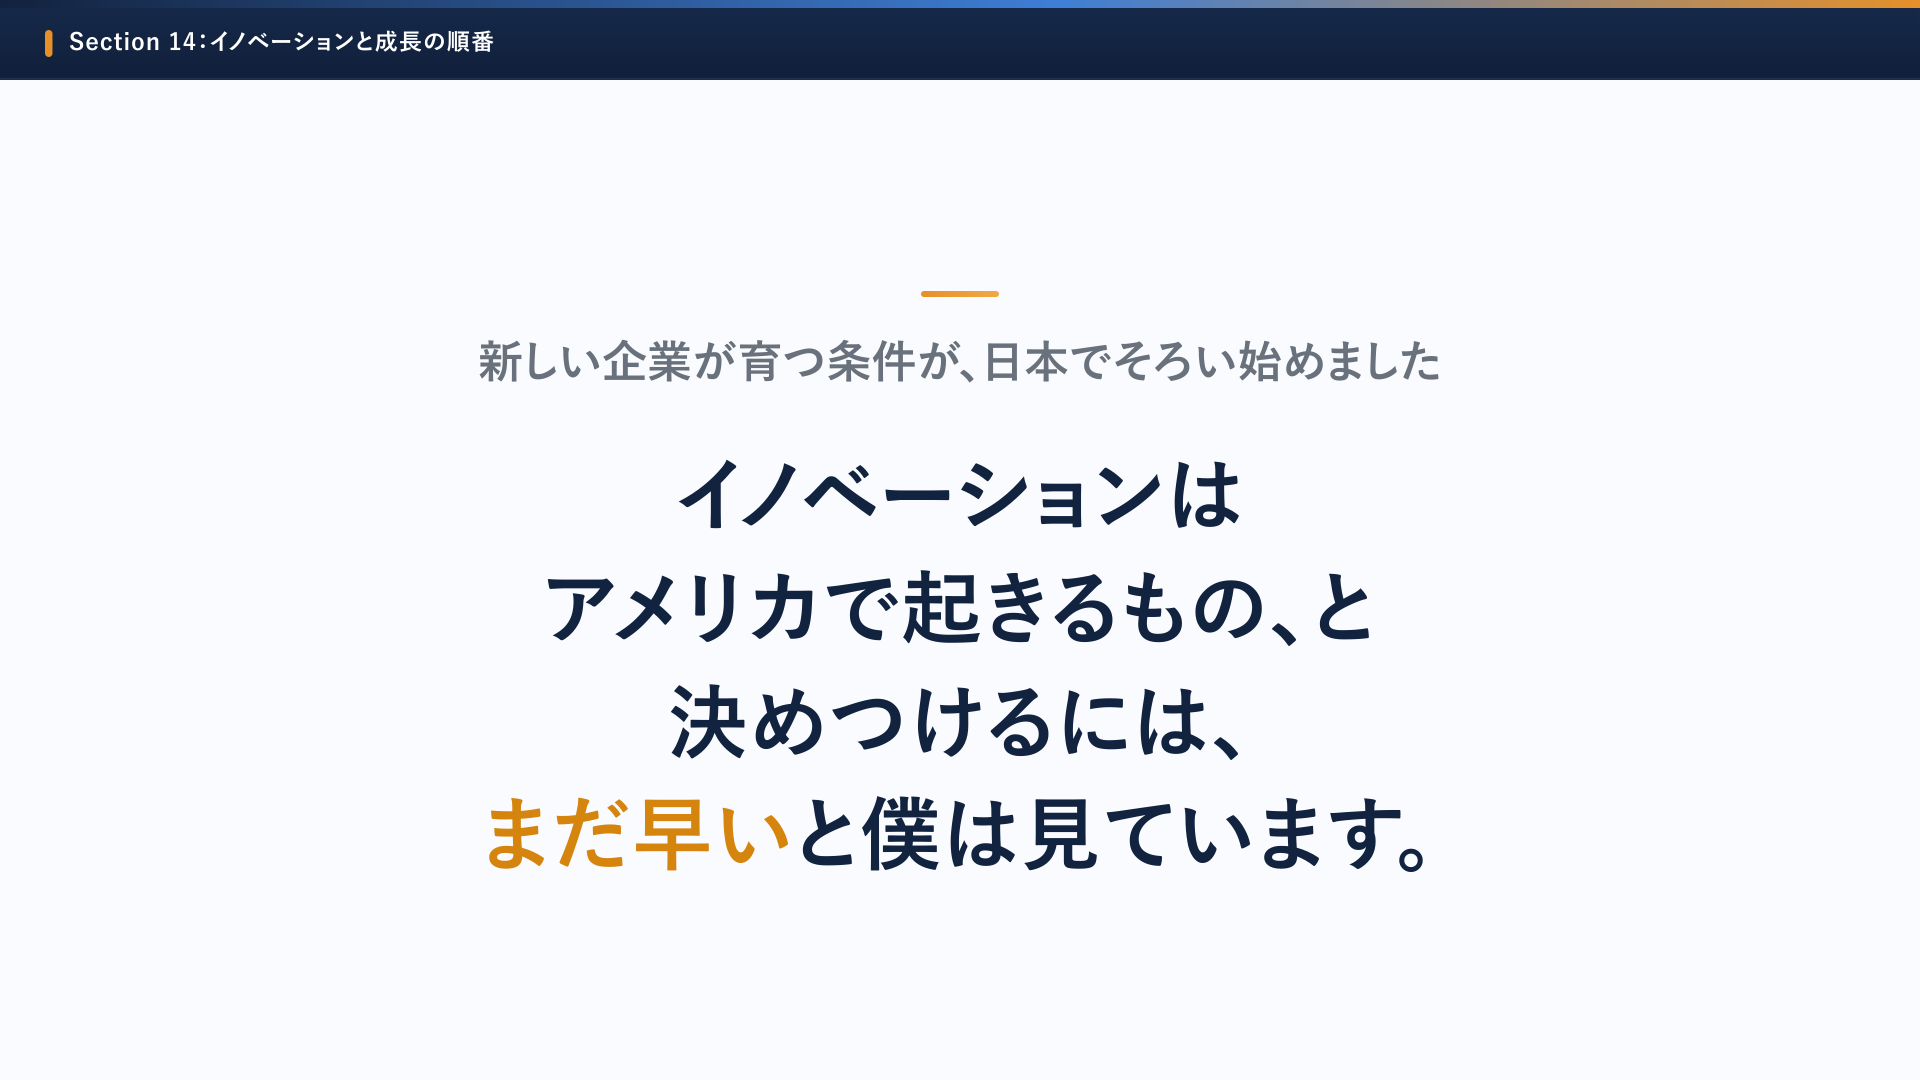 Section 14：イノベーションと成長の順番
新しい企業が育つ条件が、日本でそろい始めました
イノベーションは
アメリカで起きるもの、と
決めつけるには、
まだ早いと僕は見ています。